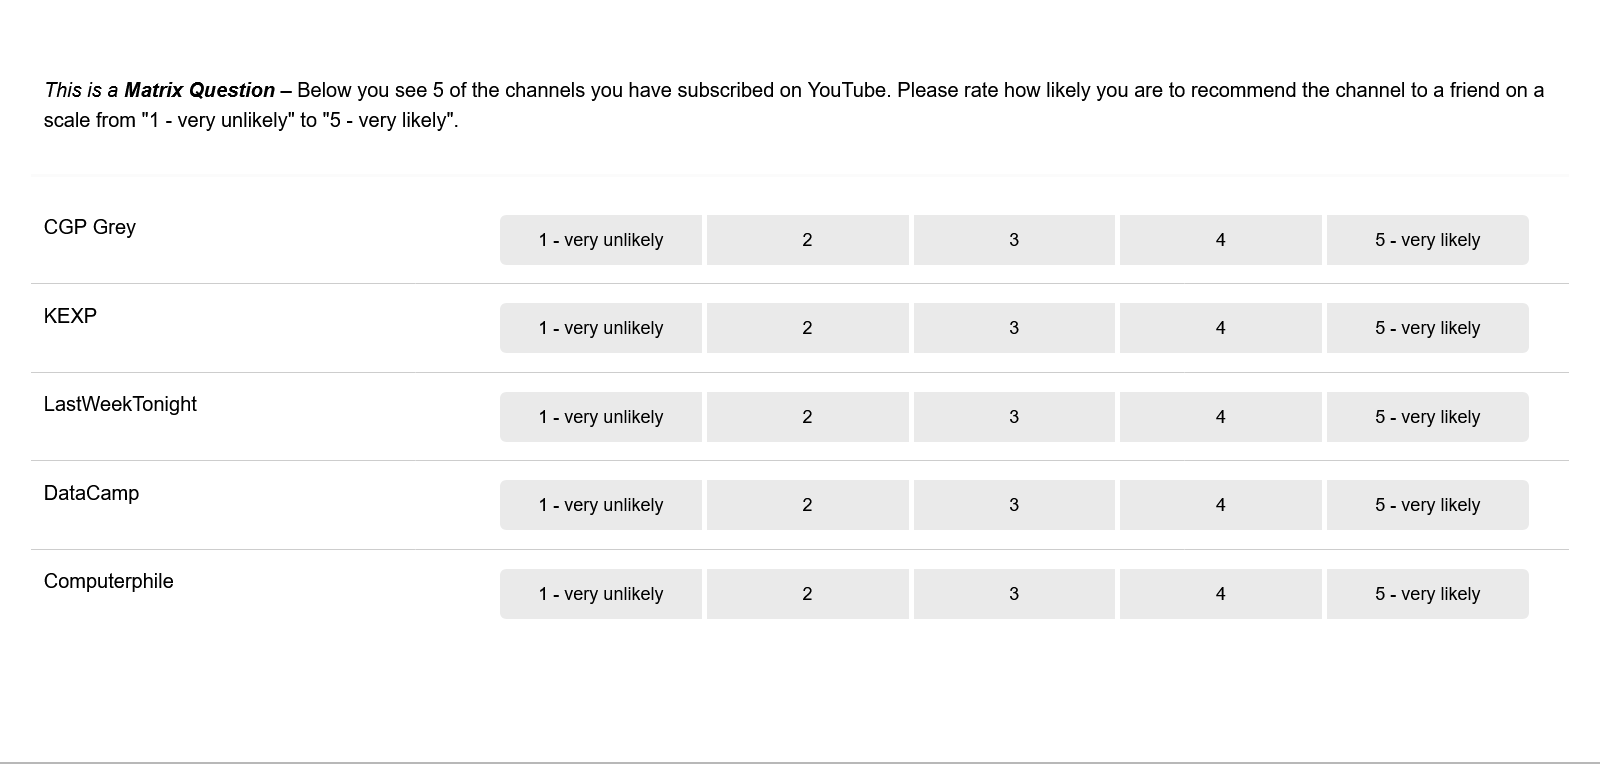 This is a Matrix Question – Below you see 5 of the channels you have subscribed on YouTube. Please rate how likely you are to recommend the channel to a friend on a
scale from "1 - very unlikely" to "5 - very likely".
CGP Grey
1 - very unlikely 2 3 4 5 - very likely
KEXP
1 - very unlikely 2 3 4 5 - very likely
LastWeekTonight
1 - very unlikely 2 3 4 5 - very likely
DataCamp
1 - very unlikely 2 3 4 5 - very likely
Computerphile
1 - very unlikely 2 3 4 5 - very likely